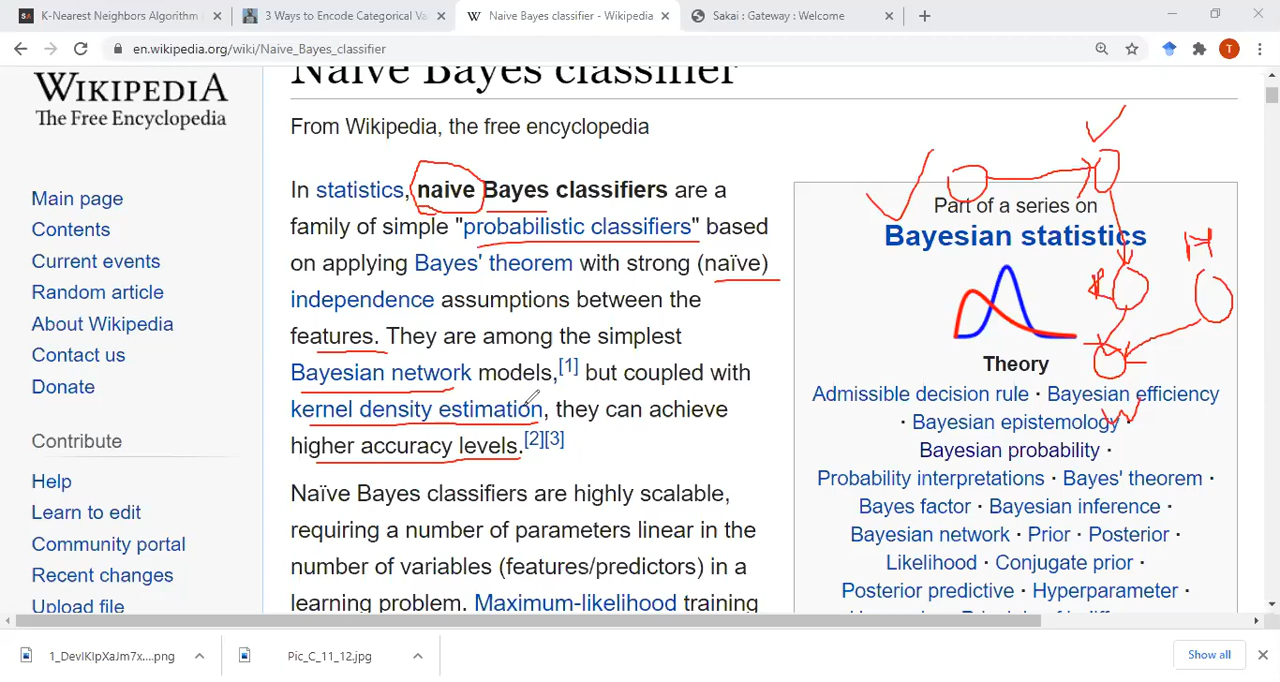 K-Nearest Neighbors Algorithm
3 Ways to Encode Categorical Va
Naive Bayes classifier - Wikipedia
Sakai : Gateway : Welcome
en.wikipedia.org/wiki/Naive_Bayes_classifier
T
WIKIPEDIA
The Free Encyclopedia
Main page
Contents
Current events
Random article
About Wikipedia
Contact us
Donate
Contribute
Help
Learn to edit
Community portal
Recent changes
Upload file
Naive Bayes classifier
From Wikipedia, the free encyclopedia
In statistics, naive Bayes classifiers are a
family of simple "probabilistic classifiers" based
on applying Bayes' theorem with strong (naïve)
independence assumptions between the
features. They are among the simplest
Bayesian network models,[1] but coupled with
kernel density estimation, they can achieve
higher accuracy levels.[2][3]
Naïve Bayes classifiers are highly scalable,
requiring a number of parameters linear in the
number of variables (features/predictors) in a
learning problem. Maximum-likelihood training
Part of a series on
Bayesian statistics
H
Theory
Admissible decision rule · Bayesian efficiency
· Bayesian epistemology ·
W
Bayesian probability ·
Probability interpretations · Bayes' theorem ·
Bayes factor · Bayesian inference ·
Bayesian network · Prior · Posterior ·
Likelihood · Conjugate prior ·
Posterior predictive · Hyperparameter ·
1_DevIKIpXaJm7x....png
Pic_C_11_12.jpg
Show all